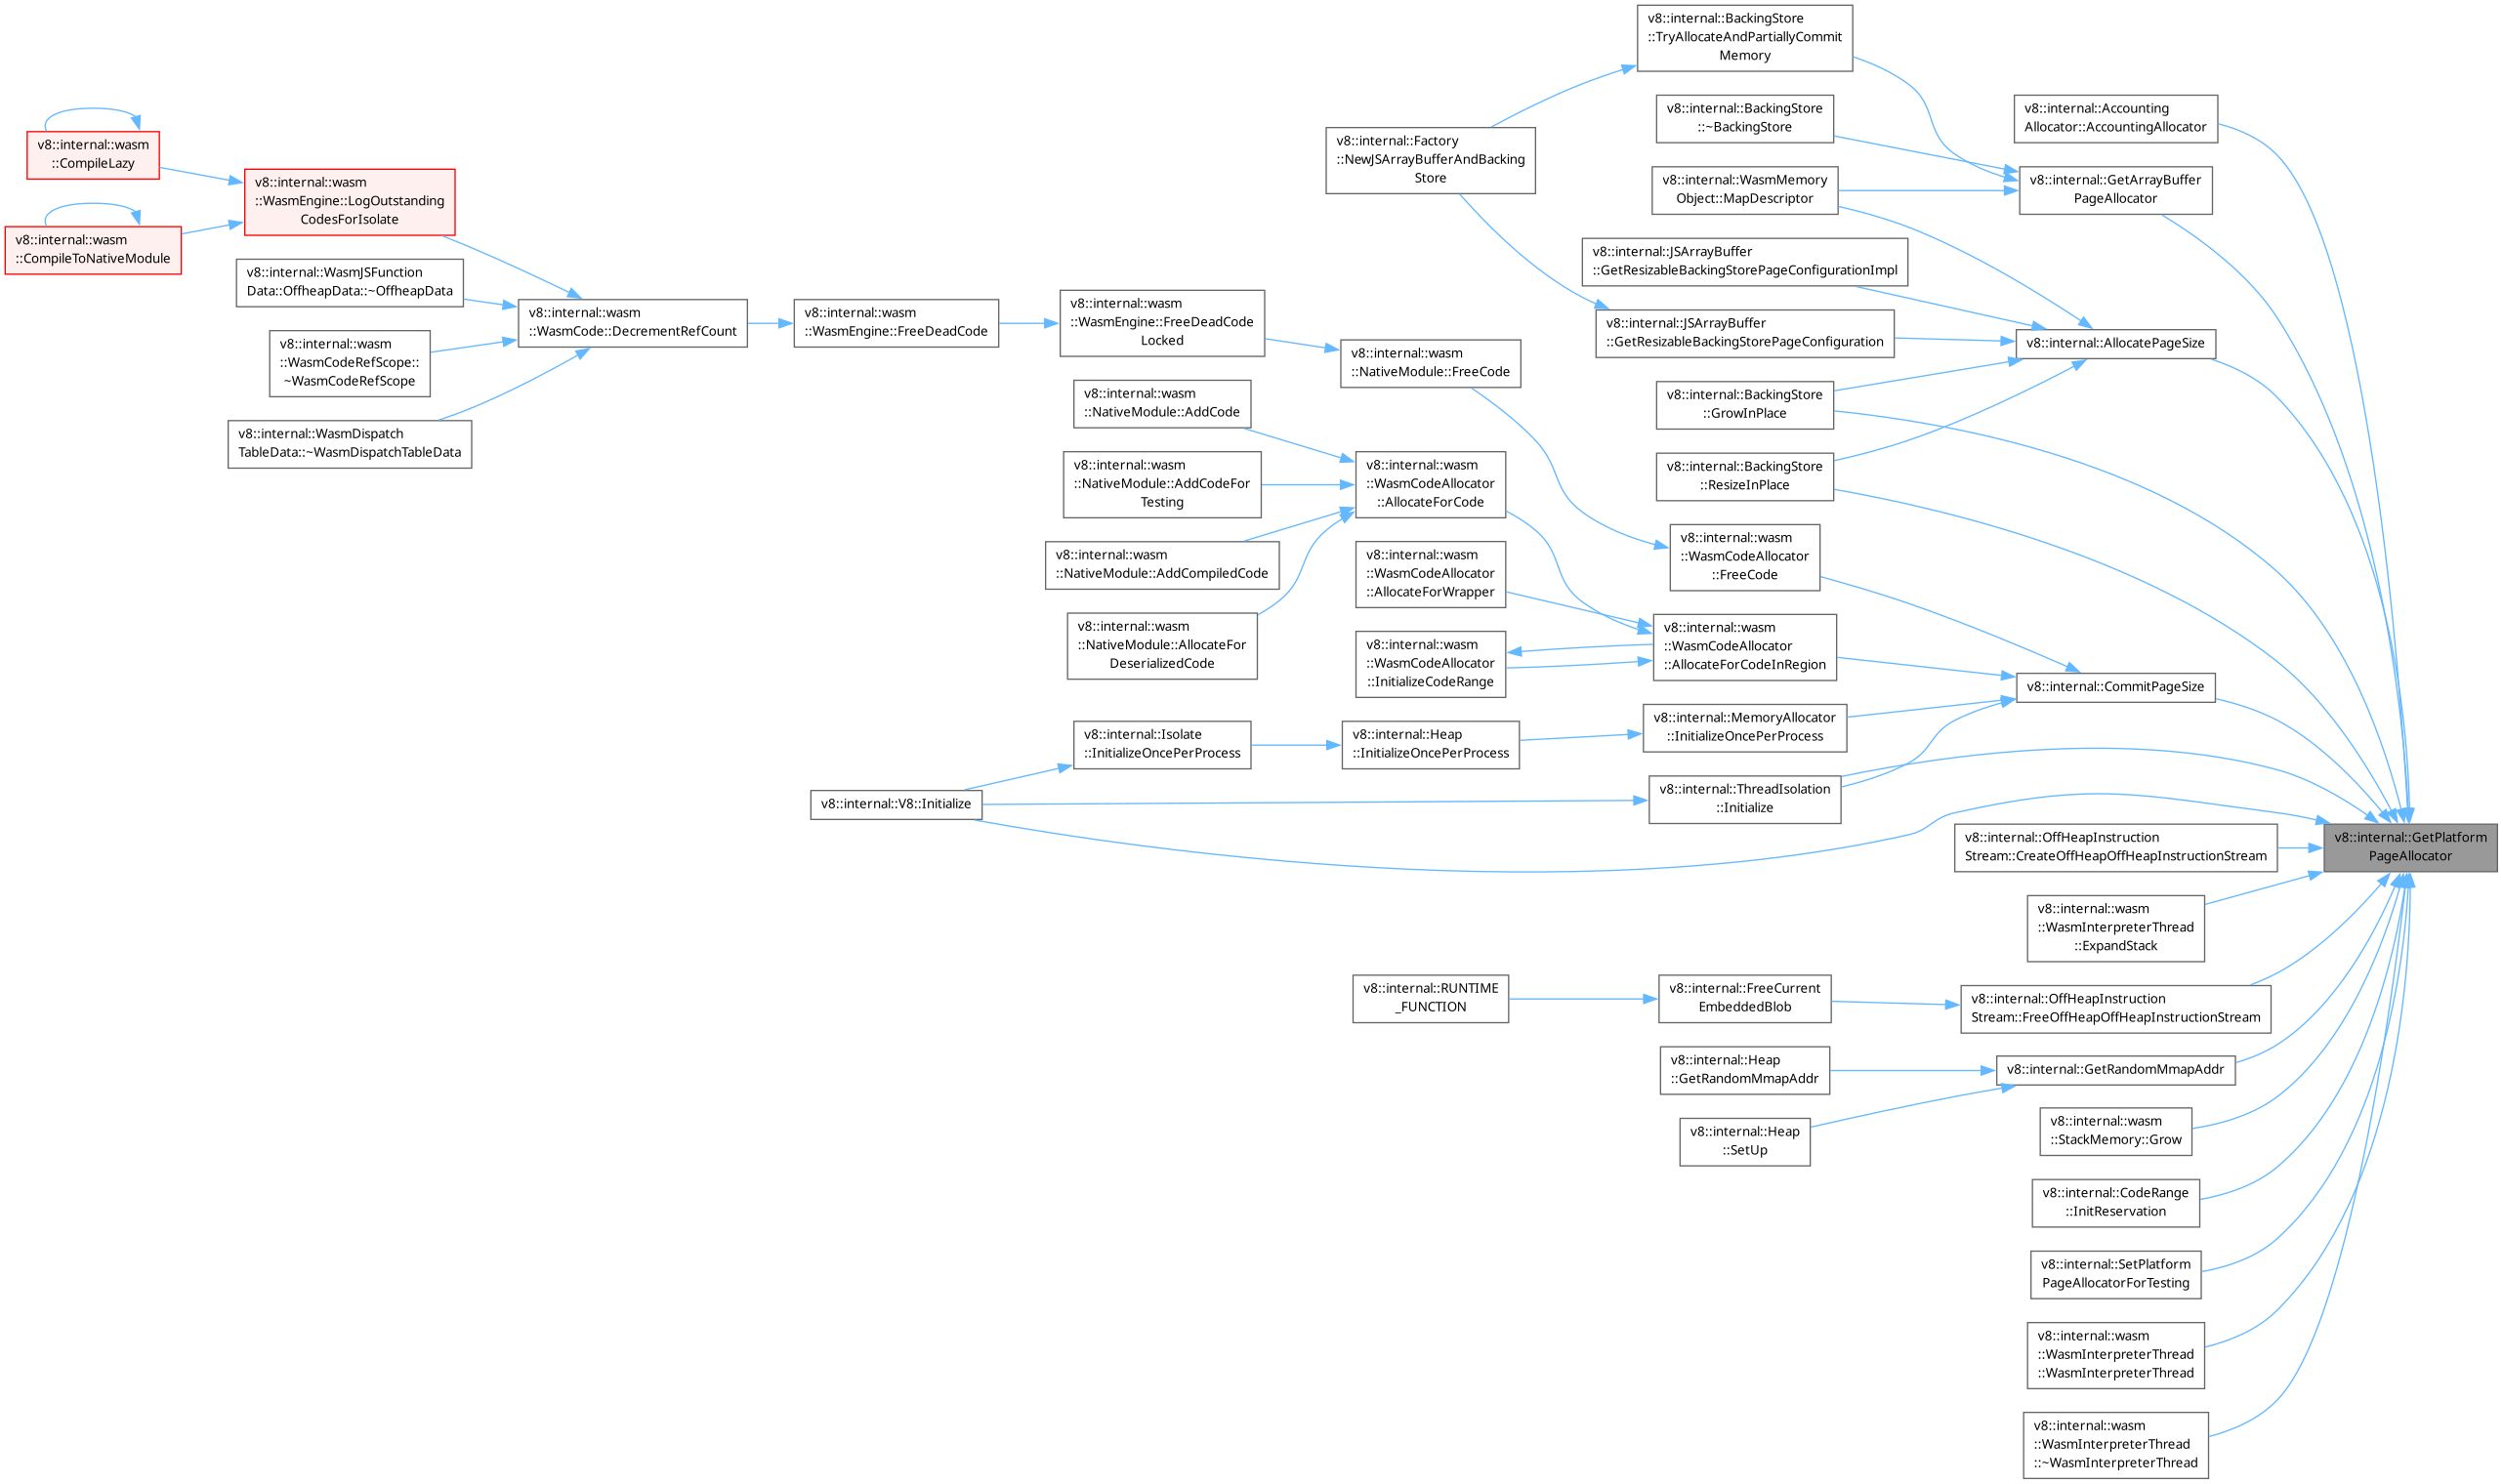 v8::internal::BackingStore
::TryAllocateAndPartiallyCommit
Memory
v8::internal::BackingStore
::~BackingStore
v8::internal::Accounting
Allocator::AccountingAllocator
v8::internal::wasm
::CompileLazy
v8::internal::Factory
::NewJSArrayBufferAndBacking
Store
v8::internal::wasm
::WasmEngine::LogOutstanding
CodesForIsolate
v8::internal::WasmMemory
Object::MapDescriptor
v8::internal::GetArrayBuffer
PageAllocator
v8::internal::wasm
::CompileToNativeModule
v8::internal::JSArrayBuffer
::GetResizableBackingStorePageConfigurationImpl
v8::internal::WasmJSFunction
Data::OffheapData::~OffheapData
v8::internal::wasm
::WasmCode::DecrementRefCount
v8::internal::wasm
::WasmEngine::FreeDeadCode
v8::internal::wasm
::WasmEngine::FreeDeadCode
Locked
v8::internal::JSArrayBuffer
::GetResizableBackingStorePageConfiguration
v8::internal::AllocatePageSize
v8::internal::wasm
::WasmCodeRefScope::
~WasmCodeRefScope
v8::internal::wasm
::NativeModule::FreeCode
v8::internal::wasm
::NativeModule::AddCode
v8::internal::BackingStore
::GrowInPlace
v8::internal::WasmDispatch
TableData::~WasmDispatchTableData
v8::internal::wasm
::NativeModule::AddCodeFor
Testing
v8::internal::wasm
::WasmCodeAllocator
::AllocateForCode
v8::internal::BackingStore
::ResizeInPlace
v8::internal::wasm
::NativeModule::AddCompiledCode
v8::internal::wasm
::WasmCodeAllocator
::AllocateForWrapper
v8::internal::wasm
::WasmCodeAllocator
::FreeCode
v8::internal::wasm
::NativeModule::AllocateFor
DeserializedCode
v8::internal::wasm
::WasmCodeAllocator
::InitializeCodeRange
v8::internal::wasm
::WasmCodeAllocator
::AllocateForCodeInRegion
v8::internal::CommitPageSize
v8::internal::Isolate
::InitializeOncePerProcess
v8::internal::Heap
::InitializeOncePerProcess
v8::internal::MemoryAllocator
::InitializeOncePerProcess
v8::internal::V8::Initialize
v8::internal::ThreadIsolation
::Initialize
v8::internal::OffHeapInstruction
Stream::CreateOffHeapOffHeapInstructionStream
v8::internal::GetPlatform
PageAllocator
v8::internal::wasm
::WasmInterpreterThread
::ExpandStack
v8::internal::RUNTIME
_FUNCTION
v8::internal::FreeCurrent
EmbeddedBlob
v8::internal::OffHeapInstruction
Stream::FreeOffHeapOffHeapInstructionStream
v8::internal::Heap
::GetRandomMmapAddr
v8::internal::GetRandomMmapAddr
v8::internal::Heap
::SetUp
v8::internal::wasm
::StackMemory::Grow
v8::internal::CodeRange
::InitReservation
v8::internal::SetPlatform
PageAllocatorForTesting
v8::internal::wasm
::WasmInterpreterThread
::WasmInterpreterThread
v8::internal::wasm
::WasmInterpreterThread
::~WasmInterpreterThread